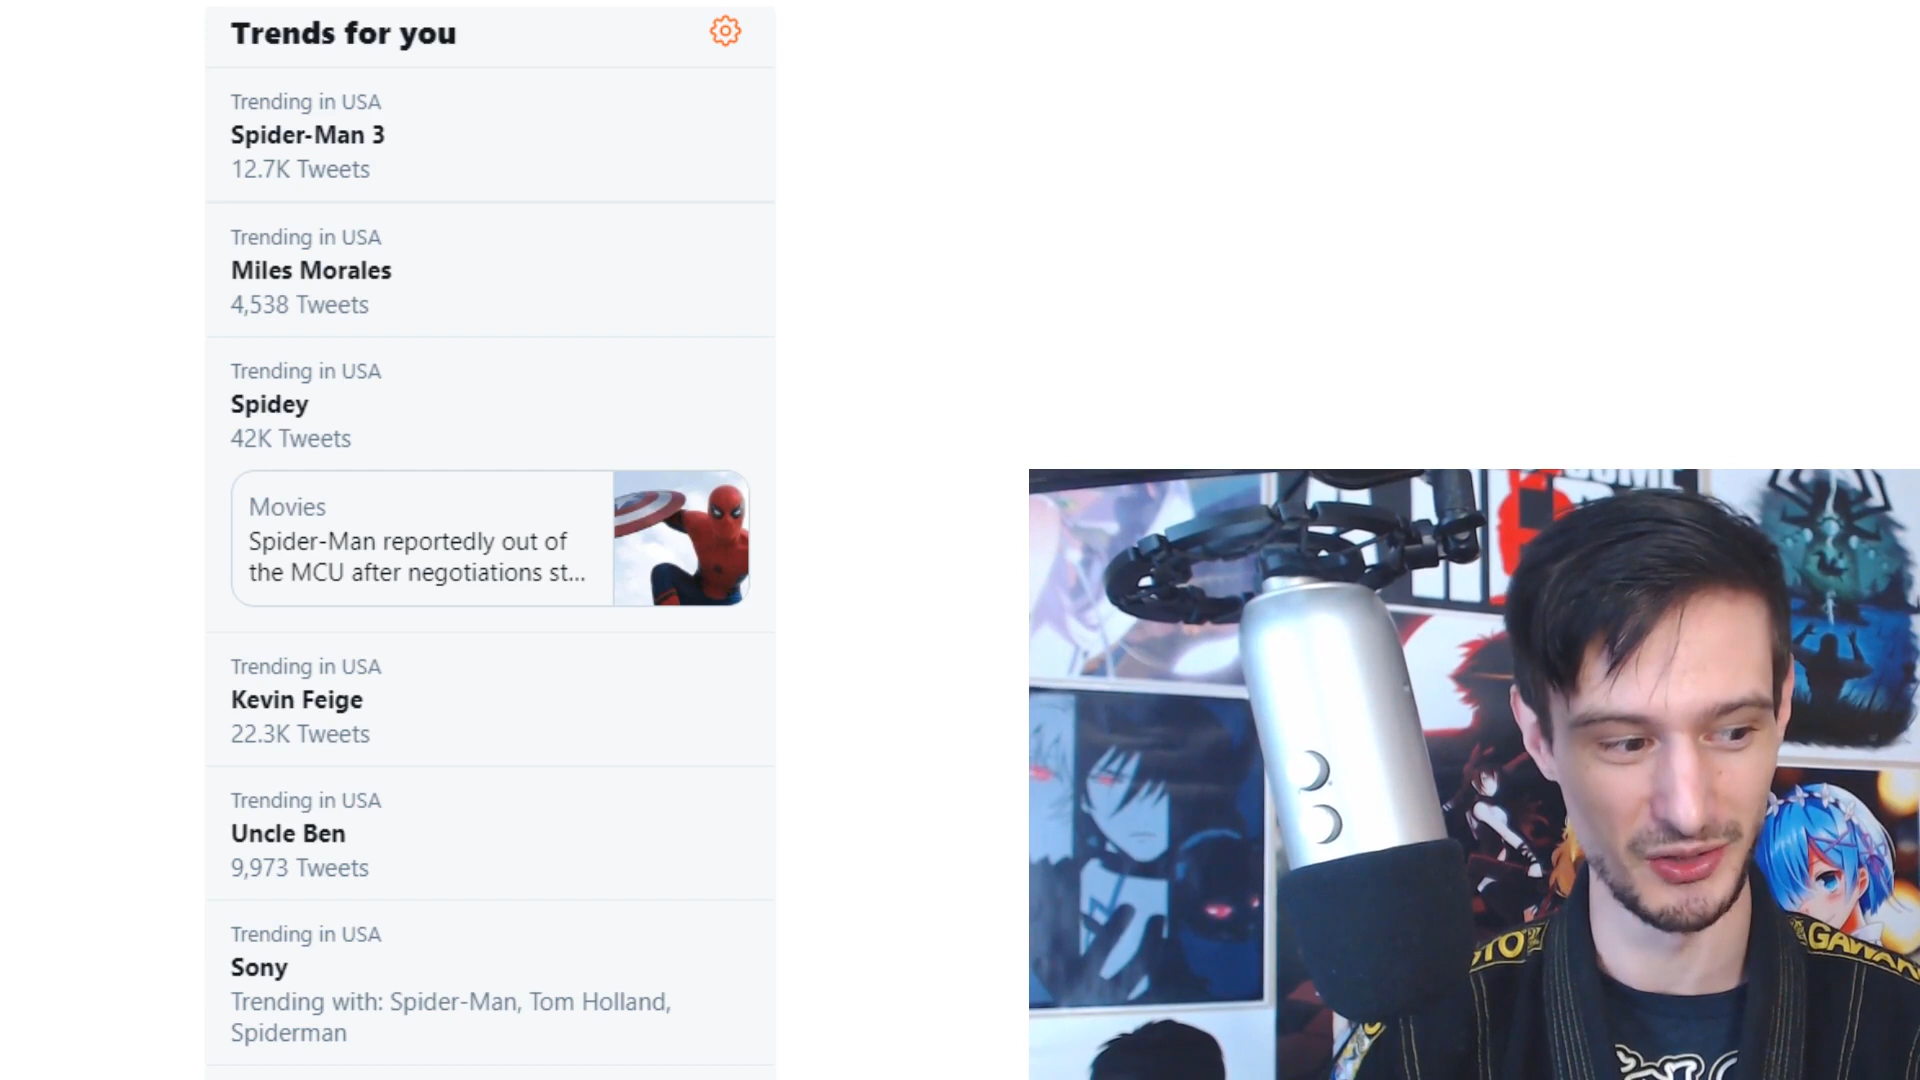 Trends for you
Trending in USA
Spider-Man 3
12.7K Tweets
Trending in USA
Miles Morales
4,538 Tweets
Trending in USA
Spidey
42K Tweets
Movies
Spider-Man reportedly out of
the MCU after negotiations st...
Trending in USA
Kevin Feige
22.3K Tweets
Trending in USA
Uncle Ben
9,973 Tweets
Trending in USA
Sony
Trending with: Spider-Man, Tom Holland,
Spiderman